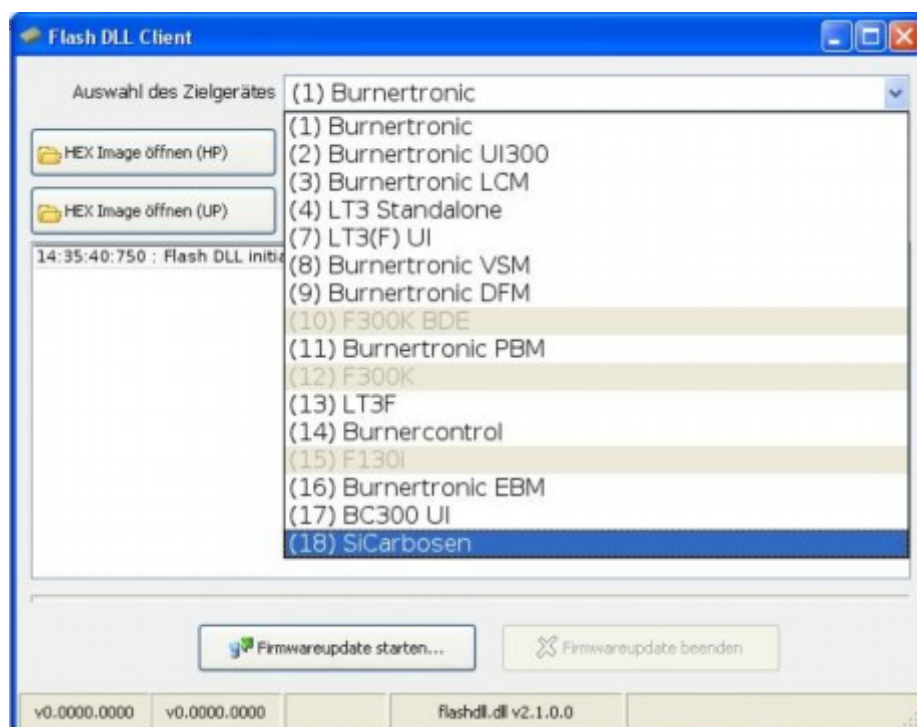 Flash DLL Client
Auswahl des Zielgerätes
(1) Burnertronic
(1) Burnertronic
(2) Burnertronic UI300
(3) Burnertronic LCM
(4) LT3 Standalone
(7) LT3(F) UI
(8) Burnertronic VSM
(9) Burnertronic DFM
(10) F300K BDE
(11) Burnertronic PBM
(12) F300K
(13) LT3F
(14) Burnercontrol
(15) F130I
(16) Burnertronic EBM
(17) BC300 UI
(18) SiCarbosen
HEX Image öffnen (HP)
HEX Image öffnen (UP)
14:35:40:750 : Flash DLL initia
Firmwareupdate starten...
Firmwareupdate beenden
v0.0000.0000
v0.0000.0000
flashdll.dll v2.1.0.0